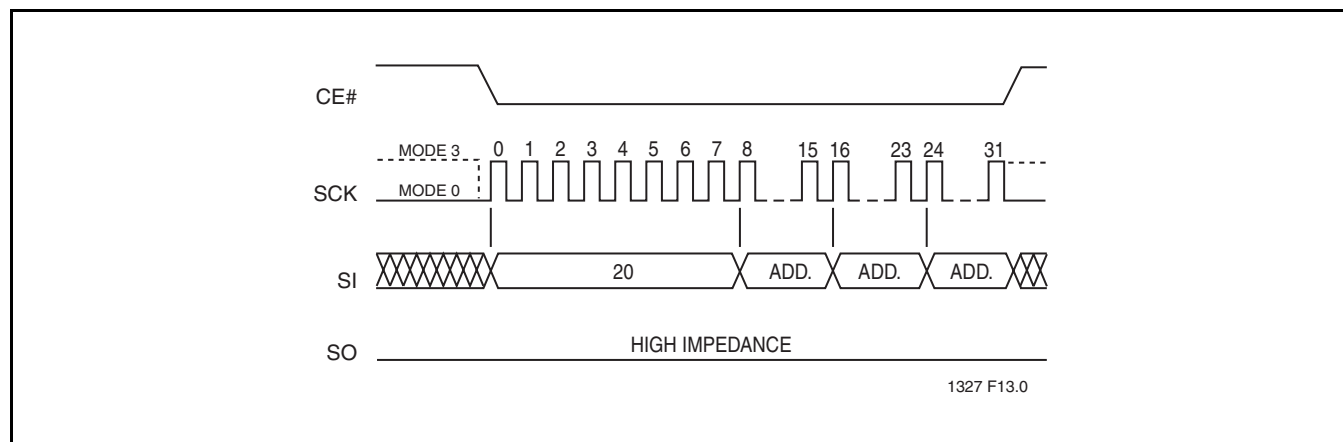 CE#
MODE 3
0 1 2 3 4 5 6 7 8 15 16 23 24 31
SCK
MODE 0
SI
20 ADD. ADD. ADD.
SO
HIGH IMPEDANCE
1327 F13.0